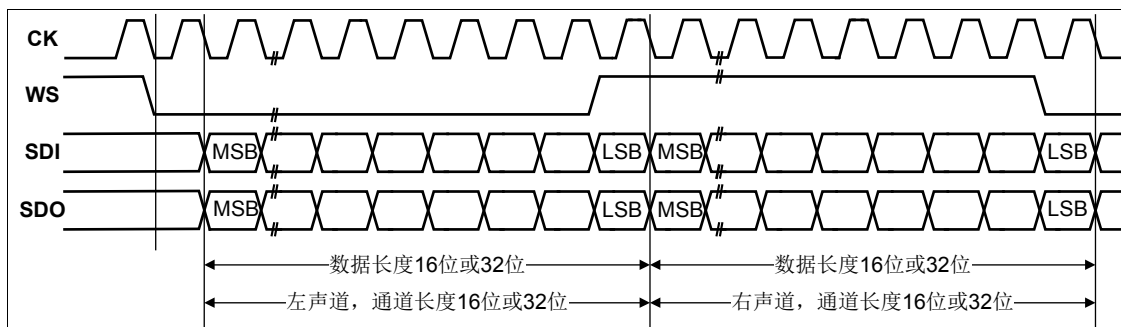 CK
WS
SDI MSB LSB MSB LSB
SDO MSB LSB MSB LSB
数据长度16位或32位 数据长度16位或32位
左声道，通道长度16位或32位 右声道，通道长度16位或32位